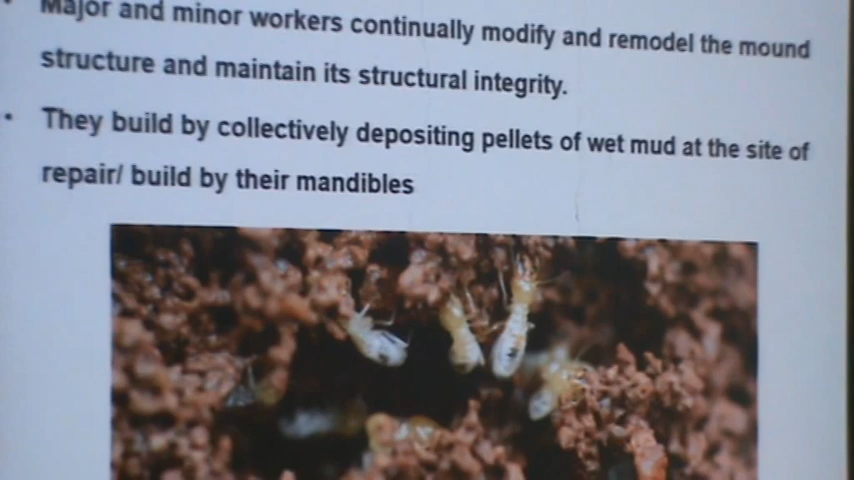 Major and minor workers continually modify and remodel the mound
structure and maintain its structural integrity.
They build by collectively depositing pellets of wet mud at the site of
repair/ build by their mandibles